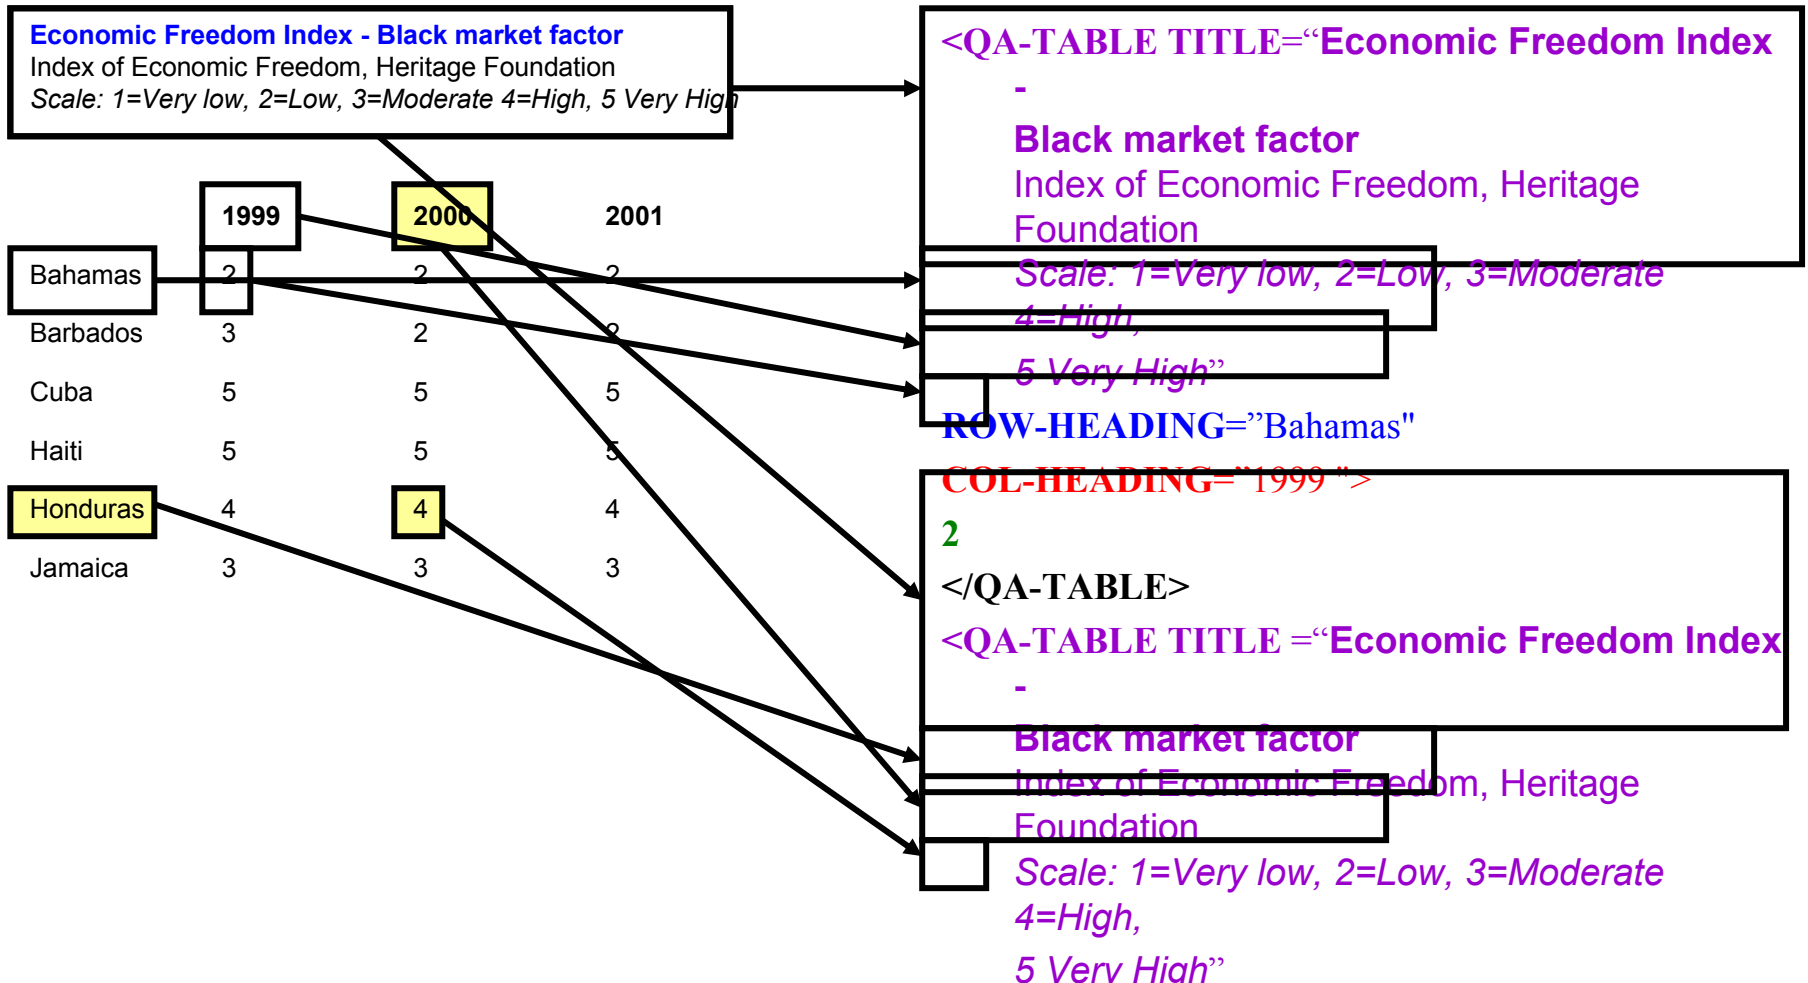 Economic Freedom Index - Black market factor
Index of Economic Freedom, Heritage Foundation
Scale: 1=Very low, 2=Low, 3=Moderate 4=High, 5 Very High
1999 2000 2001
Bahamas 2 2 2
Barbados 3 2 2
Cuba 5 5 5
Haiti 5 5 5
Honduras 4 4 4
Jamaica 3 3 3
<QA-TABLE TITLE=“Economic Freedom Index
-
Black market factor
Index of Economic Freedom, Heritage
Foundation
Scale: 1=Very low, 2=Low, 3=Moderate
4=High,
5 Very High”
ROW-HEADING=”Bahamas"
COL-HEADING=”1999 ">
2
</QA-TABLE>
<QA-TABLE TITLE =“Economic Freedom Index
-
Black market factor
Index of Economic Freedom, Heritage
Foundation
Scale: 1=Very low, 2=Low, 3=Moderate
4=High,
5 Very High”